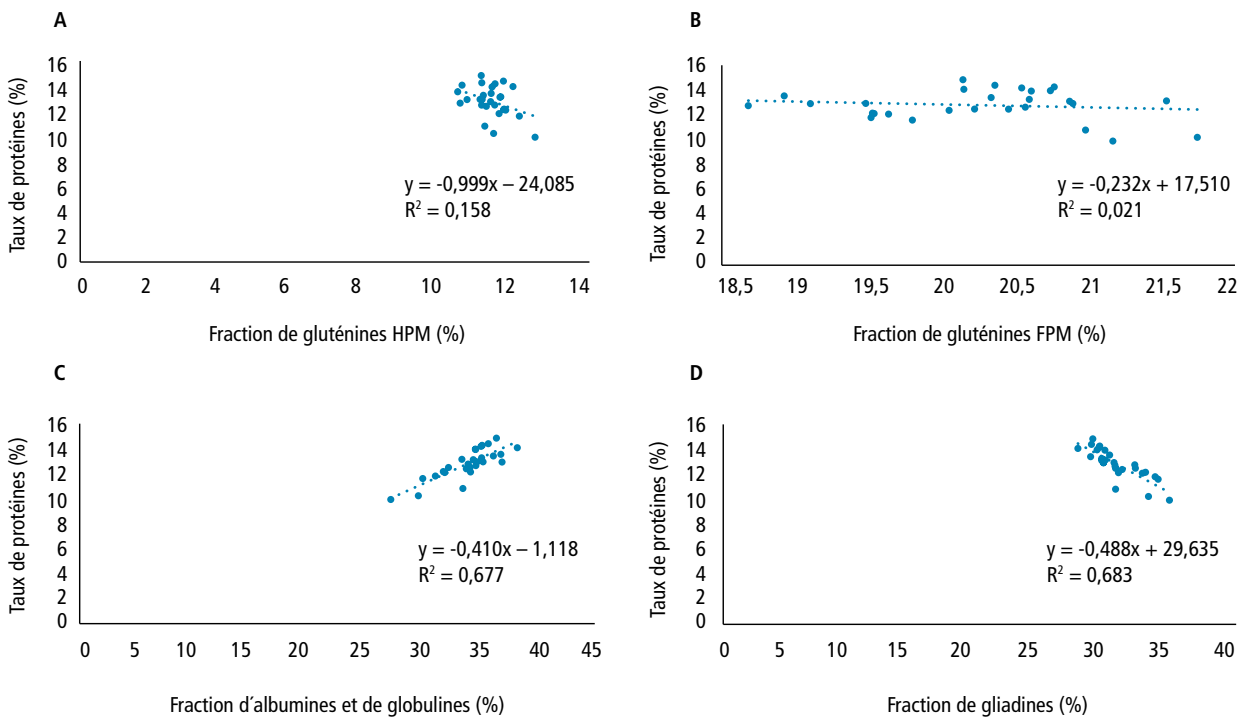 A
Taux de protéines (%)
16
14
12
10
8
6
4
2
0
y = -0,999x – 24,085
R² = 0,158
0 2 4 6 8 10 12 14
Fraction de gluténines HPM (%)
B
Taux de protéines (%)
16
14
12
10
8
6
4
2
0
y = -0,232x + 17,510
R² = 0,021
18,5 19 19,5 20 20,5 21 21,5 22
Fraction de gluténines FPM (%)
C
Taux de protéines (%)
16
14
12
10
8
6
4
2
0
y = -0,410x – 1,118
R² = 0,677
0 5 10 15 20 25 30 35 40 45
Fraction d´albumines et de globulines (%)
D
Taux de protéines (%)
16
14
12
10
8
6
4
2
0
y = -0,488x + 29,635
R² = 0,683
0 5 10 15 20 25 30 35 40
Fraction de gliadines (%)